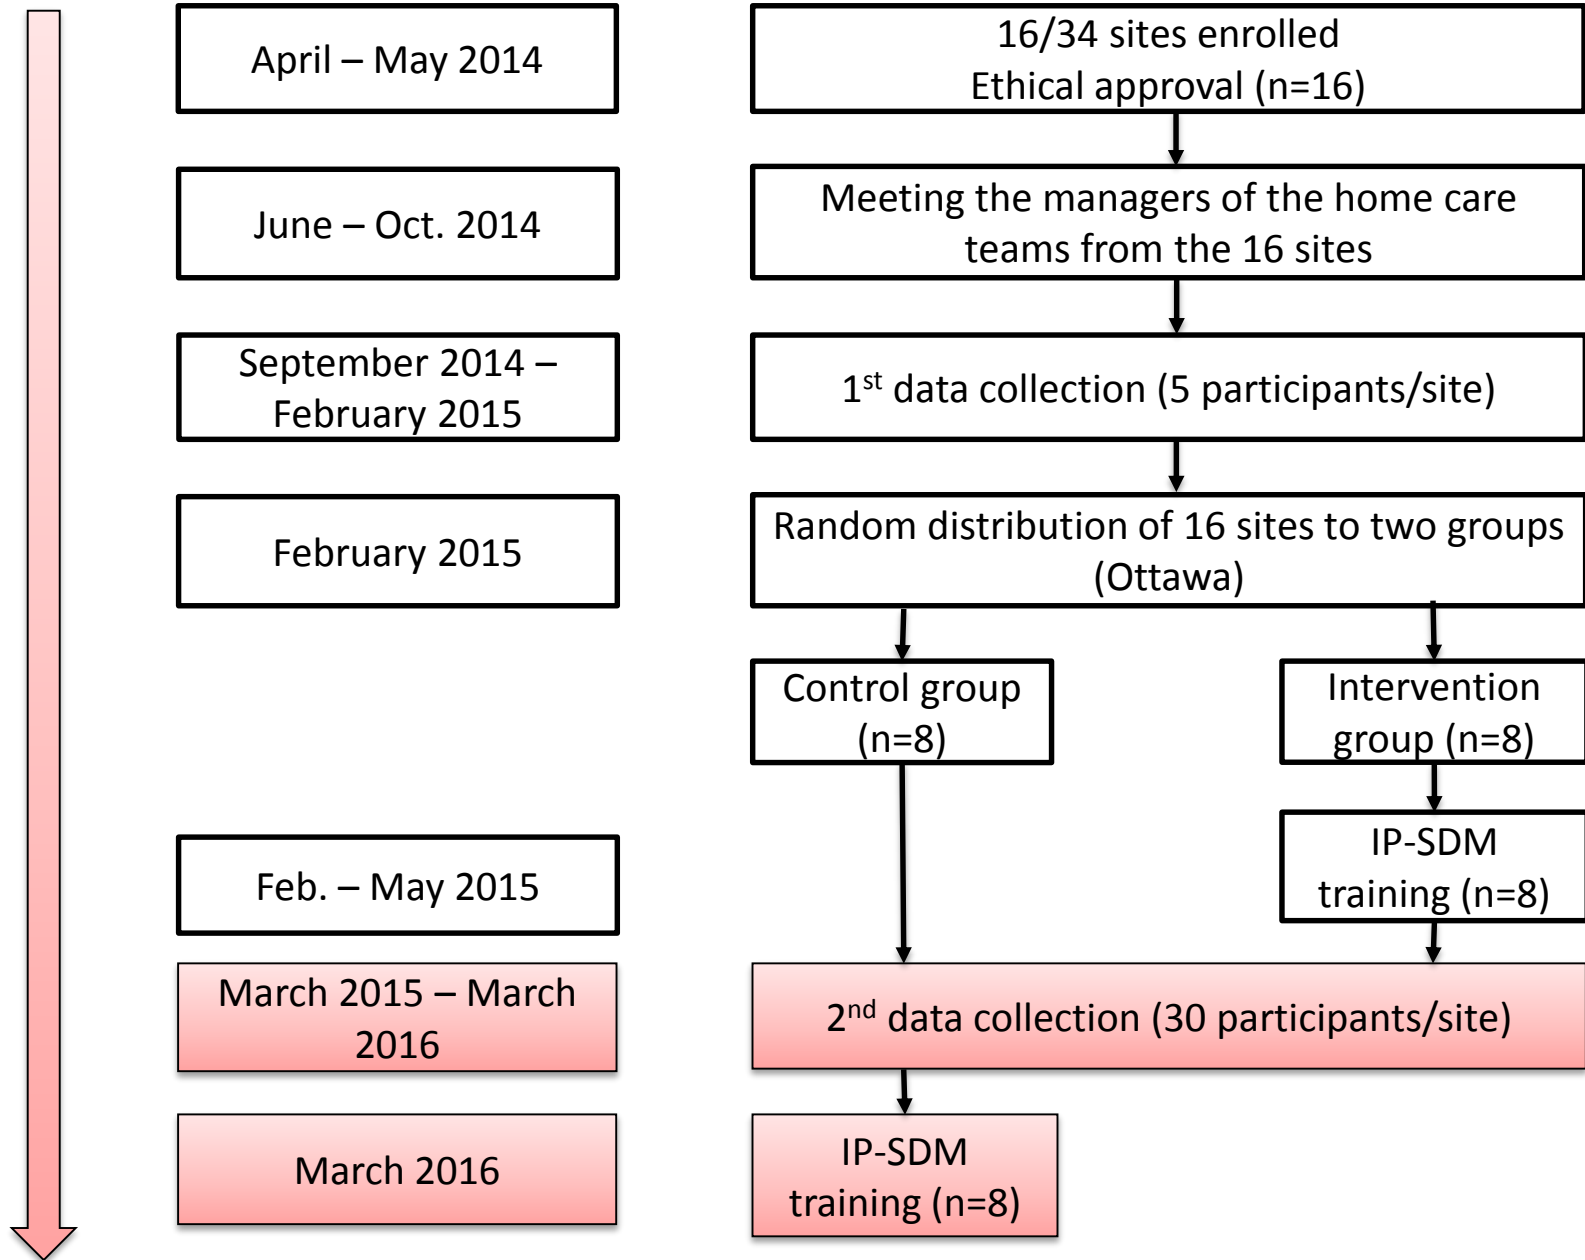 April – May 2014
16/34 sites enrolled
Ethical approval (n=16)
June – Oct. 2014
Meeting the managers of the home care
teams from the 16 sites
September 2014 –
February 2015
1st data collection (5 participants/site)
February 2015
Random distribution of 16 sites to two groups
(Ottawa)
Control group
(n=8)
Intervention
group (n=8)
Feb. – May 2015
IP-SDM
training (n=8)
March 2015 – March
2016
2nd data collection (30 participants/site)
March 2016
IP-SDM
training (n=8)